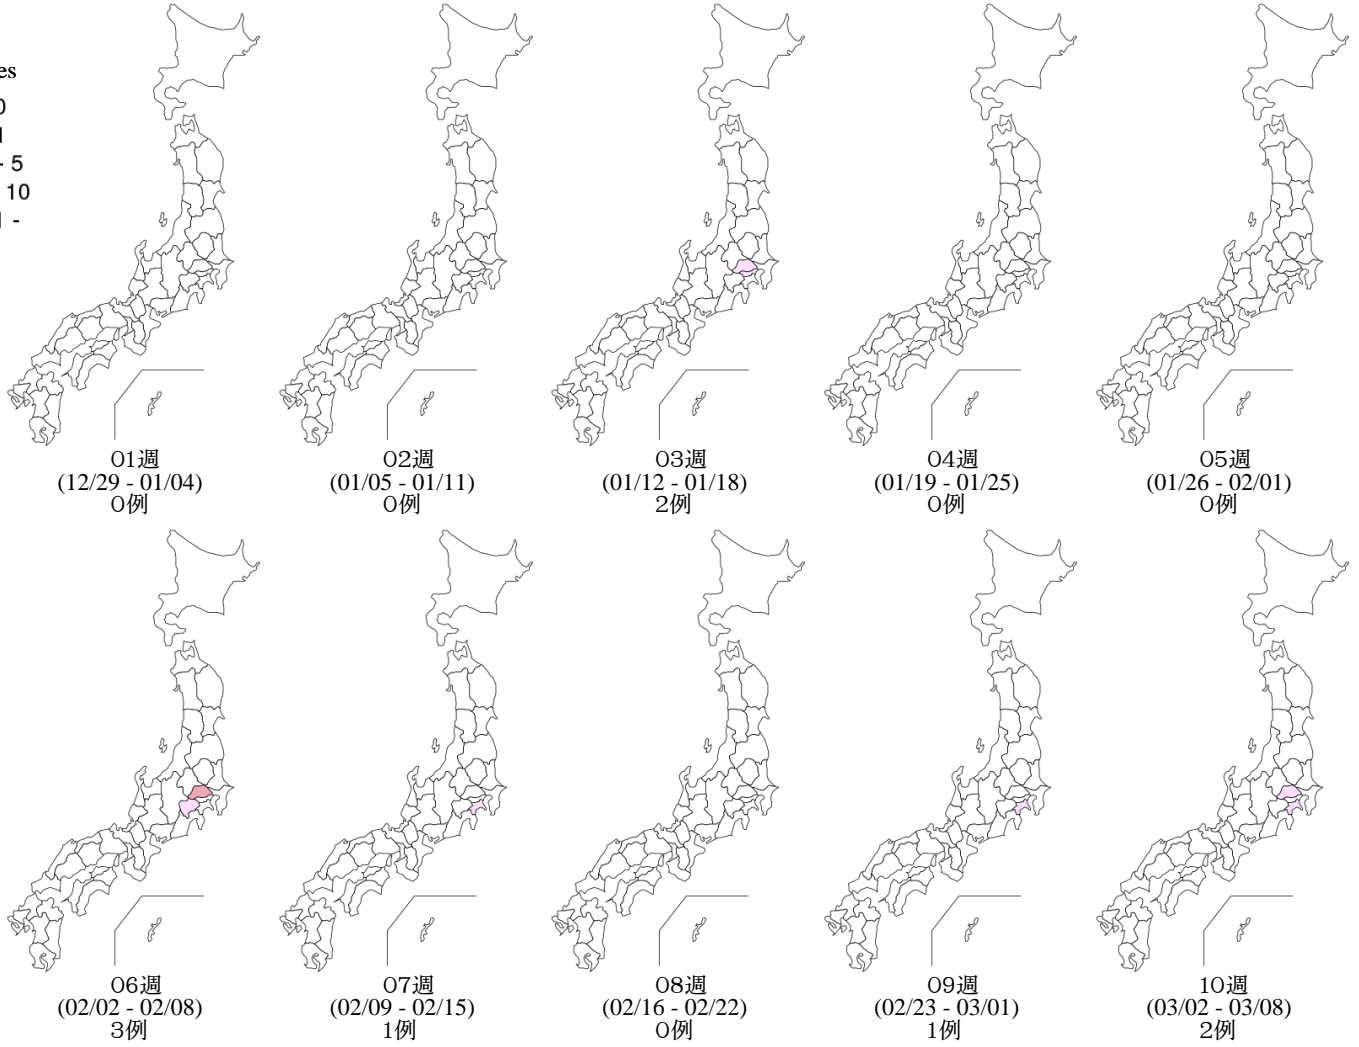 es
0
1
- 5
10
1 -
01週
(12/29 - 01/04)
0例
02週
(01/05 - 01/11)
0例
03週
(01/12 - 01/18)
2例
04週
(01/19 - 01/25)
0例
05週
(01/26 - 02/01)
0例
06週
(02/02 - 02/08)
3例
07週
(02/09 - 02/15)
1例
08週
(02/16 - 02/22)
0例
09週
(02/23 - 03/01)
1例
10週
(03/02 - 03/08)
2例